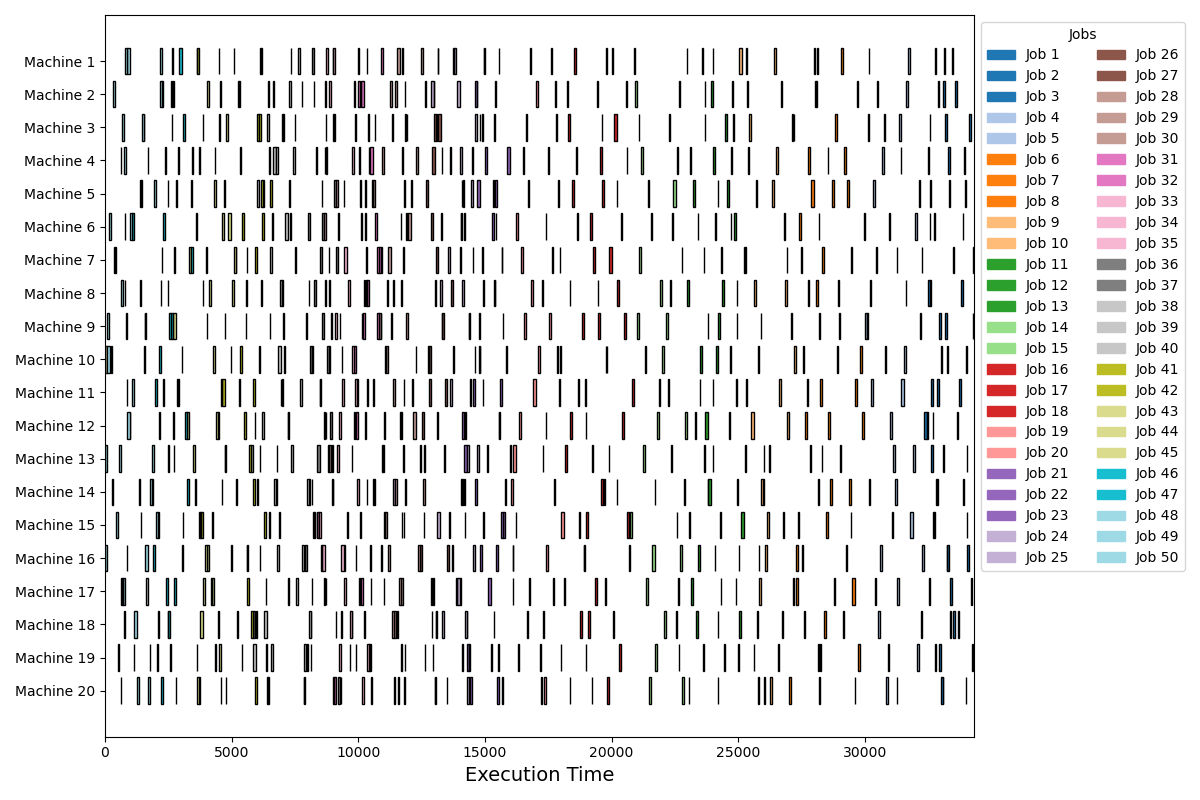 Machine 1
Machine 2
Machine 3
Machine 4
Machine 5
Machine 6
Machine 7
Machine 8
Machine 9
Machine 10
Machine 11
Machine 12
Machine 13
Machine 14
Machine 15
Machine 16
Machine 17
Machine 18
Machine 19
Machine 20
0 5000 10000 15000 20000 25000 30000
Execution Time
Jobs
Job 1 Job 26
Job 2 Job 27
Job 3 Job 28
Job 4 Job 29
Job 5 Job 30
Job 6 Job 31
Job 7 Job 32
Job 8 Job 33
Job 9 Job 34
Job 10 Job 35
Job 11 Job 36
Job 12 Job 37
Job 13 Job 38
Job 14 Job 39
Job 15 Job 40
Job 16 Job 41
Job 17 Job 42
Job 18 Job 43
Job 19 Job 44
Job 20 Job 45
Job 21 Job 46
Job 22 Job 47
Job 23 Job 48
Job 24 Job 49
Job 25 Job 50